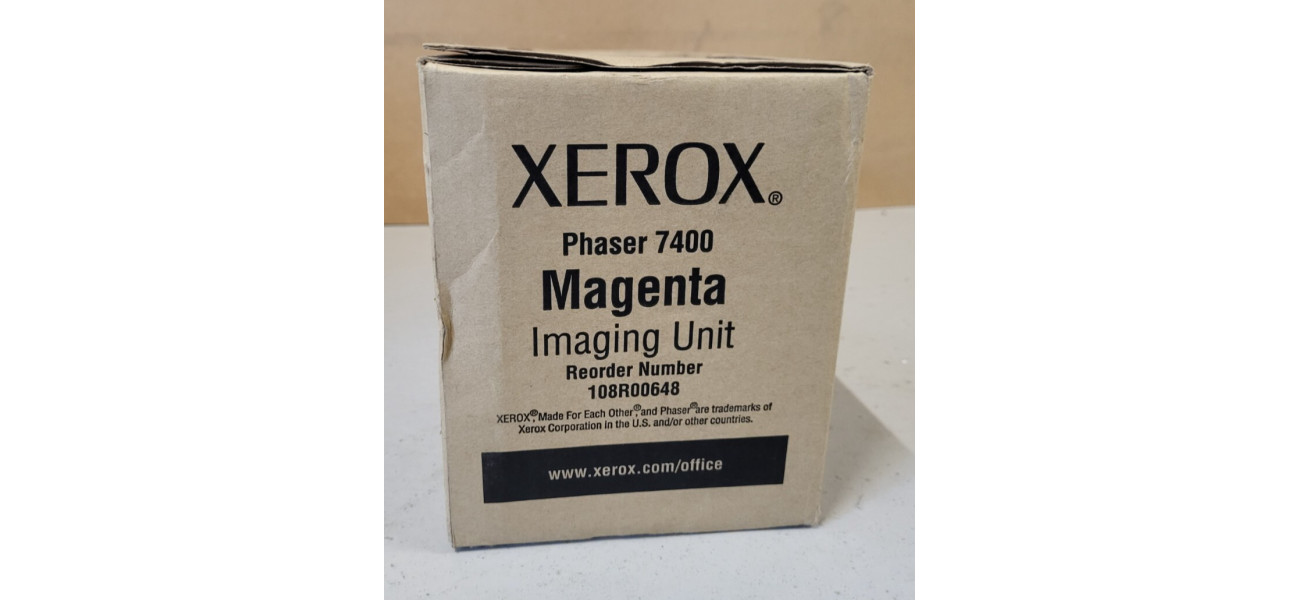 XEROX®
Phaser 7400
Magenta
Imaging Unit
Reorder Number
108R00648
XEROX®, Made For Each Other®, and Phaser® are trademarks of
Xerox Corporation in the U.S. and/or other countries.
www.xerox.com/office